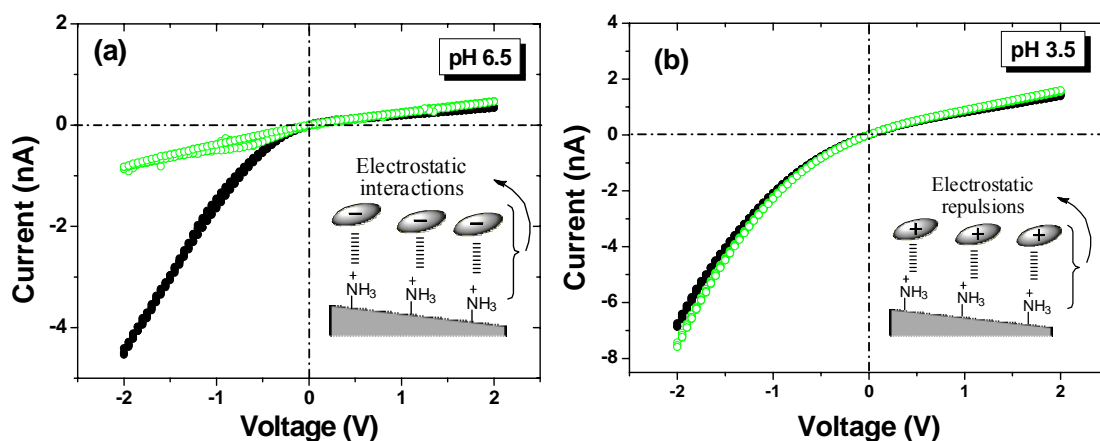 (a)
pH 6.5
2
0
-2
-4
-2
-1
0
1
2
Current (nA)
Voltage (V)
Electrostatic
interactions
- - -
+ + +
NH3 NH3 NH3
(b)
pH 3.5
4
2
0
-2
-4
-6
-8
-2
-1
0
1
2
Current (nA)
Voltage (V)
Electrostatic
repulsions
+ + +
+ + +
NH3 NH3 NH3